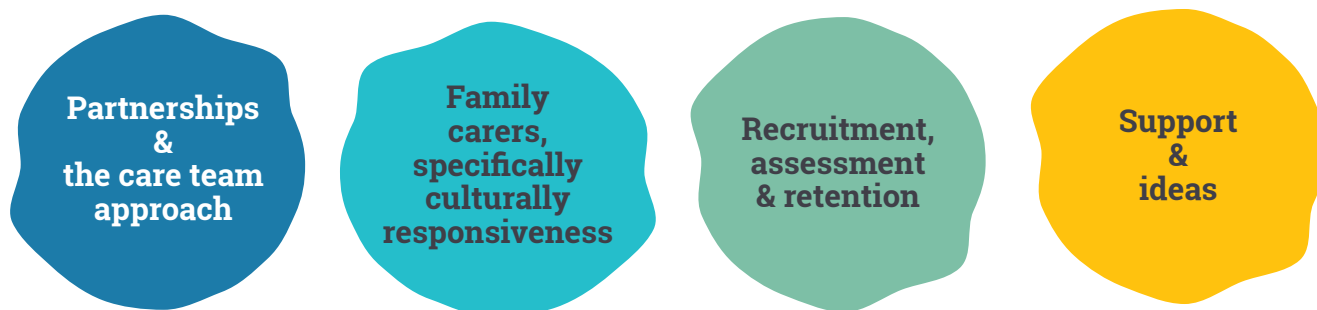 Partnerships
&
the care team
approach
Family
carers,
specifically
culturally
responsiveness
Recruitment,
assessment
& retention
Support
&
ideas